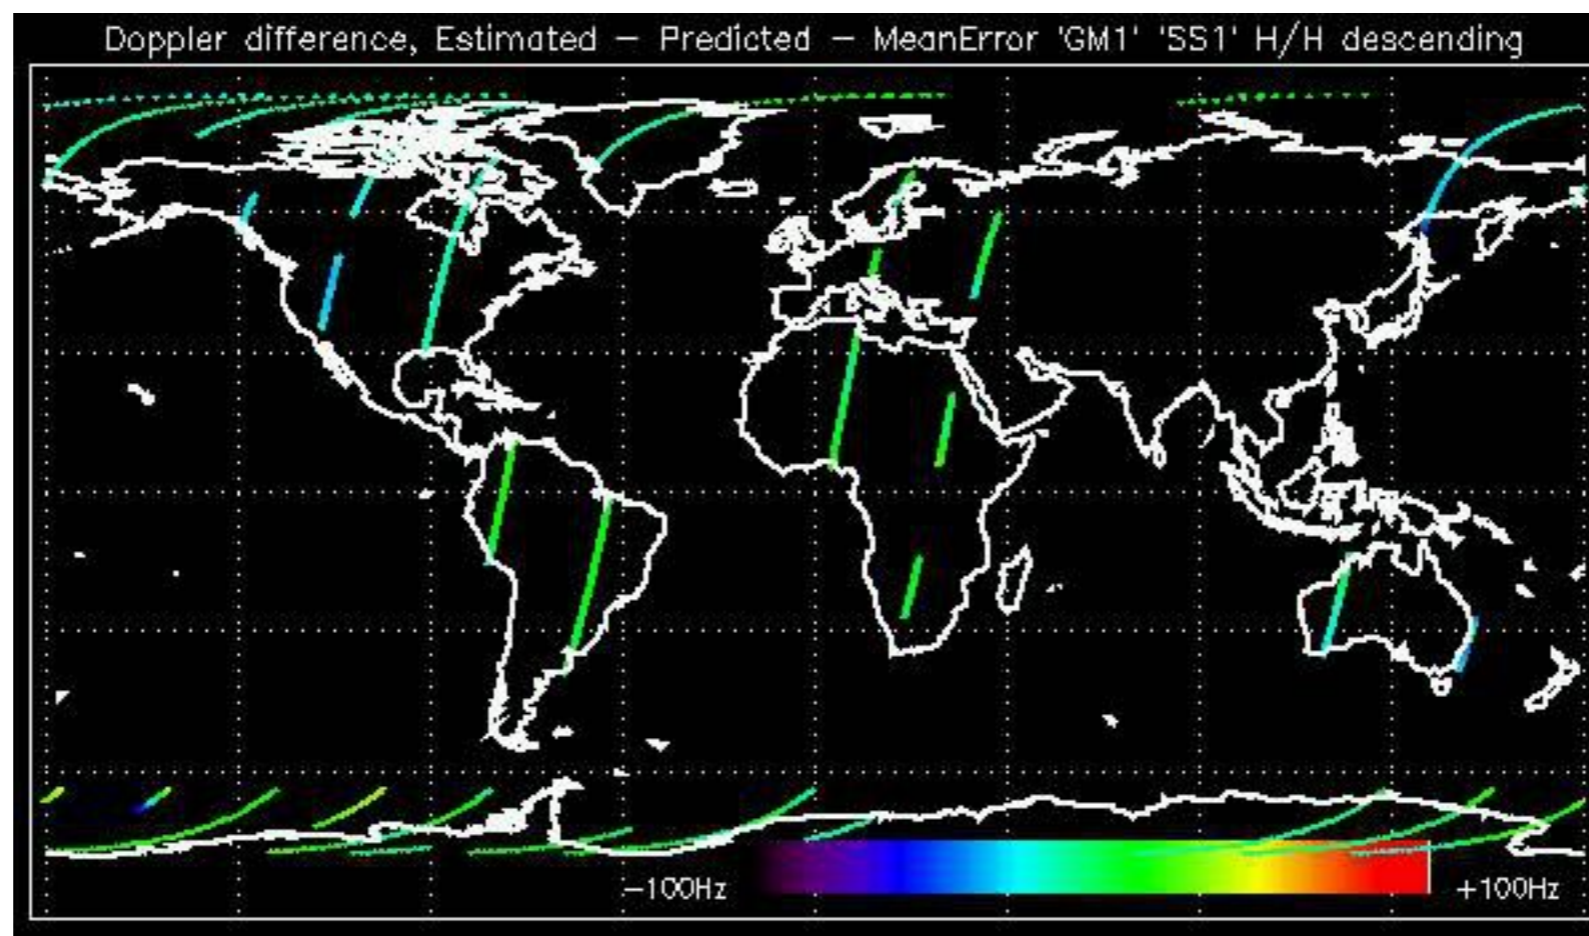 Doppler difference, Estimated – Predicted – MeanError 'GM1' 'SS1' H/H descending
-100Hz
+100Hz